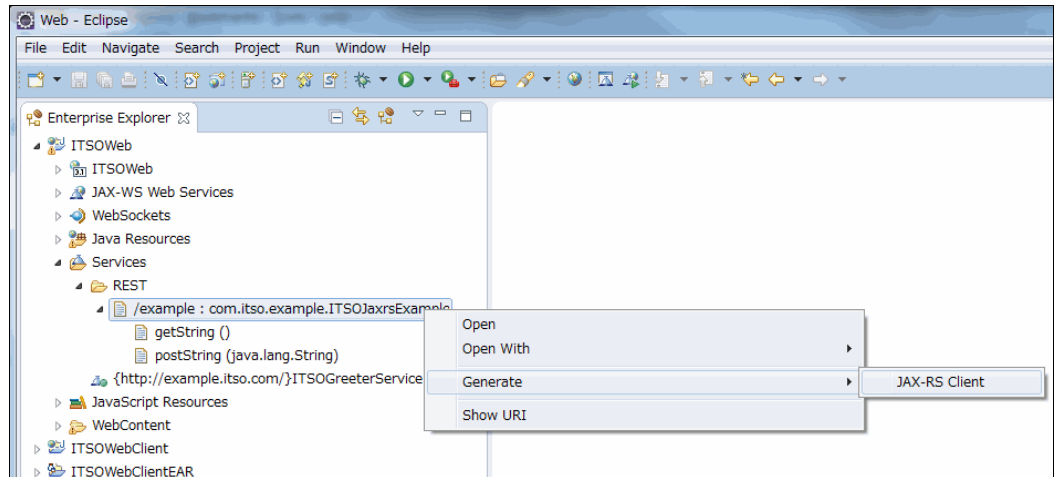 Web - Eclipse
File Edit Navigate Search Project Run Window Help
Enterprise Explorer
ITSOWeb
3.1 ITSOWeb
JAX-WS Web Services
WebSockets
Java Resources
Services
REST
/example : com.itso.example.ITSOJaxrsExample
getString ()
postString (java.lang.String)
{http://example.itso.com/}ITSOGreeterService
JavaScript Resources
WebContent
ITSOWebClient
ITSOWebClientEAR
Open
Open With
Generate
Show URI
JAX-RS Client